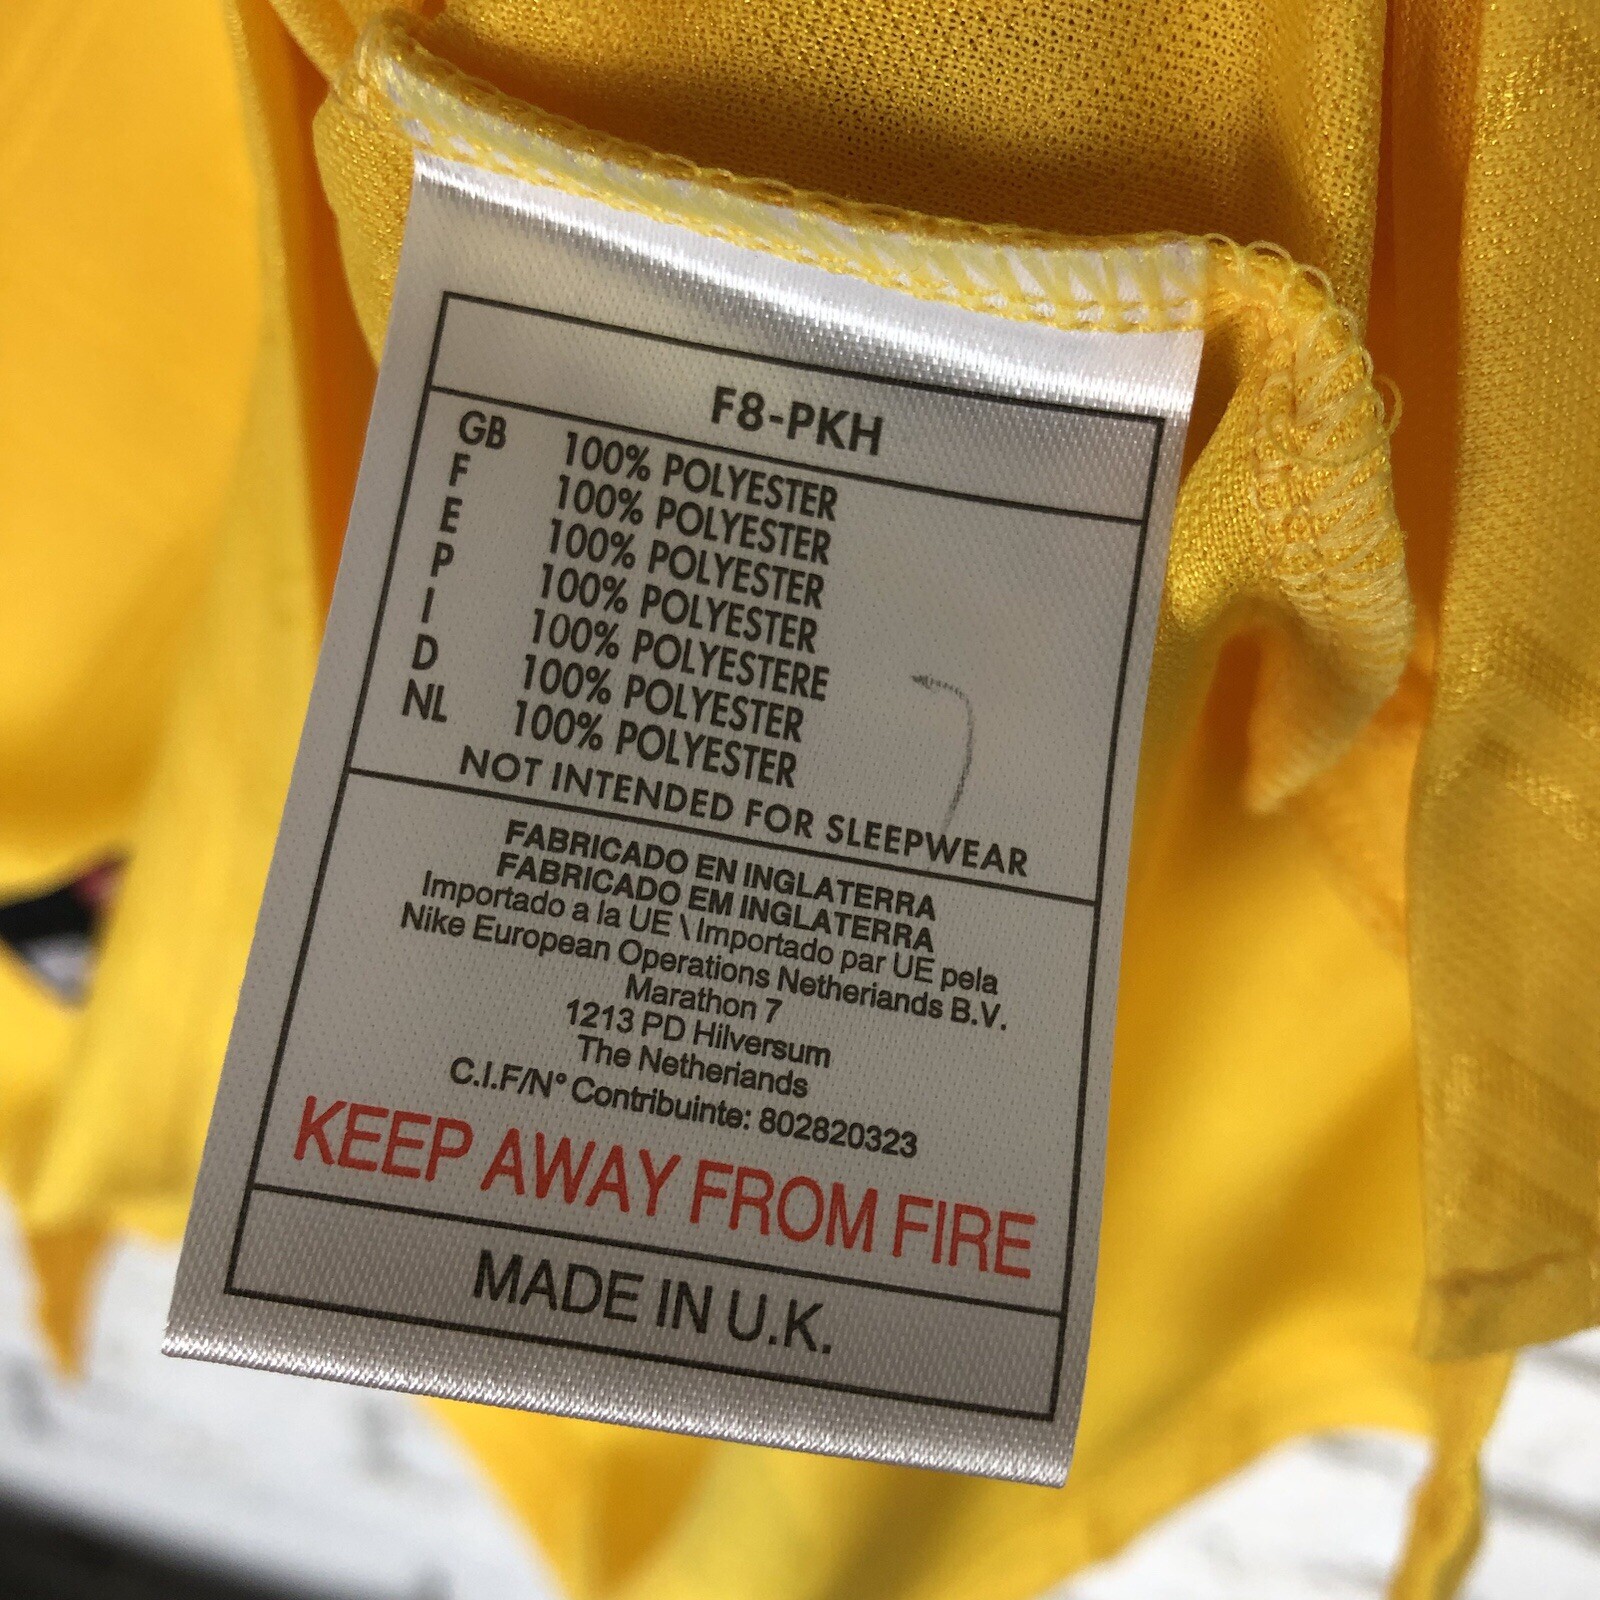 F8-PKH
GB 100% POLYESTER
F 100% POLYESTER
E 100% POLYESTER
P 100% POLYESTER
I 100% POLYESTERE
D 100% POLYESTER
NL 100% POLYESTER
NOT INTENDED FOR SLEEPWEAR
FABRICADO EN INGLATERRA
FABRICADO EM INGLATERRA
Importado a la UE \ Importado par UE pela
Nike European Operations Netherlands B.V.
Marathon 7
1213 PD Hilversum
The Netherlands
C.I.F/N° Contribuinte: 802820323
KEEP AWAY FROM FIRE
MADE IN U.K.